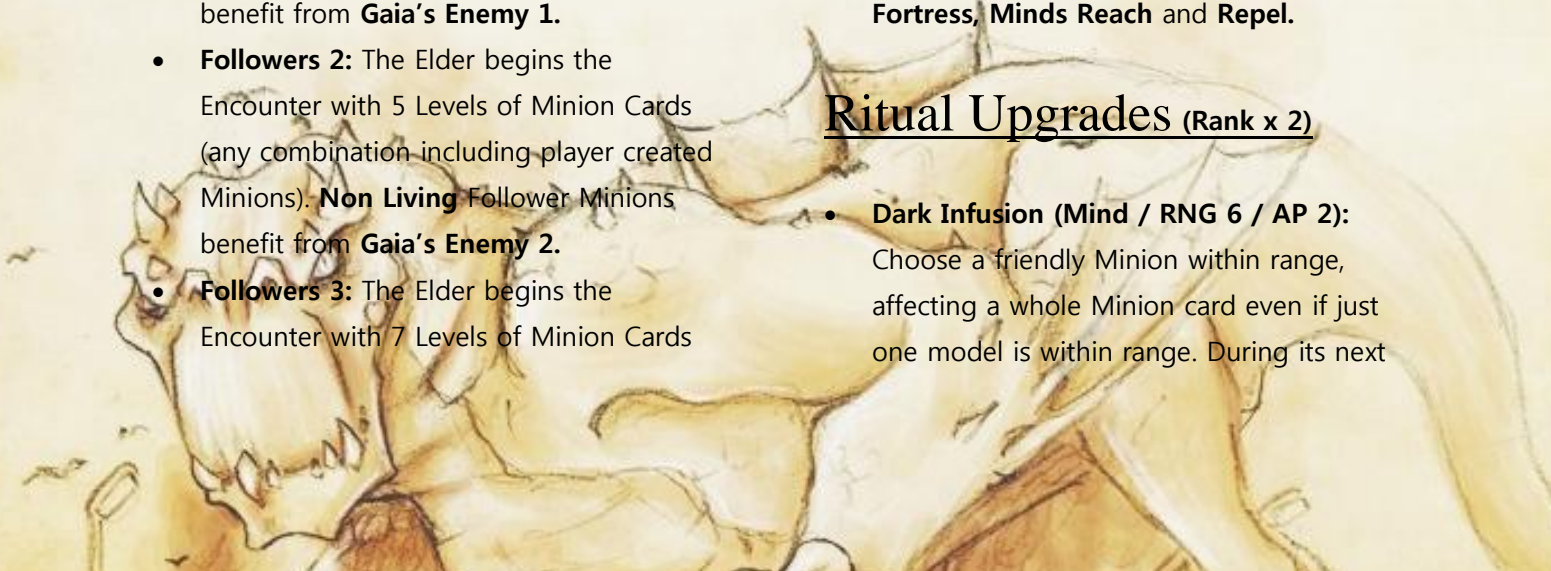 benefit from Gaia's Enemy 1.
• Followers 2: The Elder begins the
Encounter with 5 Levels of Minion Cards
(any combination including player created
Minions). Non Living Follower Minions
benefit from Gaia's Enemy 2.
• Followers 3: The Elder begins the
Encounter with 7 Levels of Minion Cards
Fortress, Minds Reach and Repel.
Ritual Upgrades (Rank x 2)
• Dark Infusion (Mind / RNG 6 / AP 2):
Choose a friendly Minion within range,
affecting a whole Minion card even if just
one model is within range. During its next